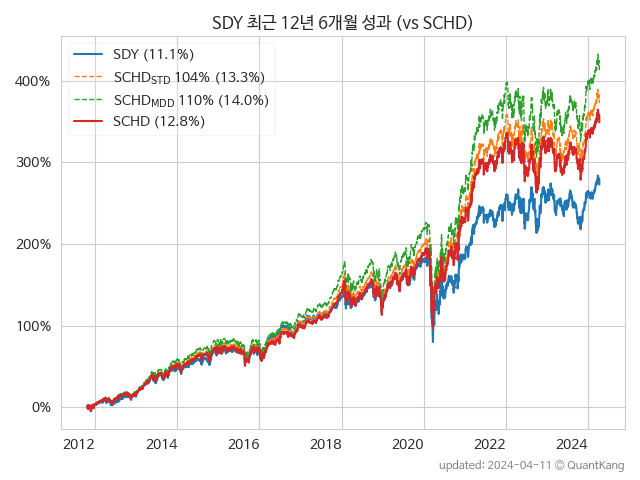 SDY 최근 12년 6개월 성과 (vs SCHD)
SDY (11.1%)
SCHD_STD 104% (13.3%)
SCHD_MDD 110% (14.0%)
SCHD (12.8%)
400%
300%
200%
100%
0%
2012 2014 2016 2018 2020 2022 2024
updated: 2024-04-11 © QuantKang